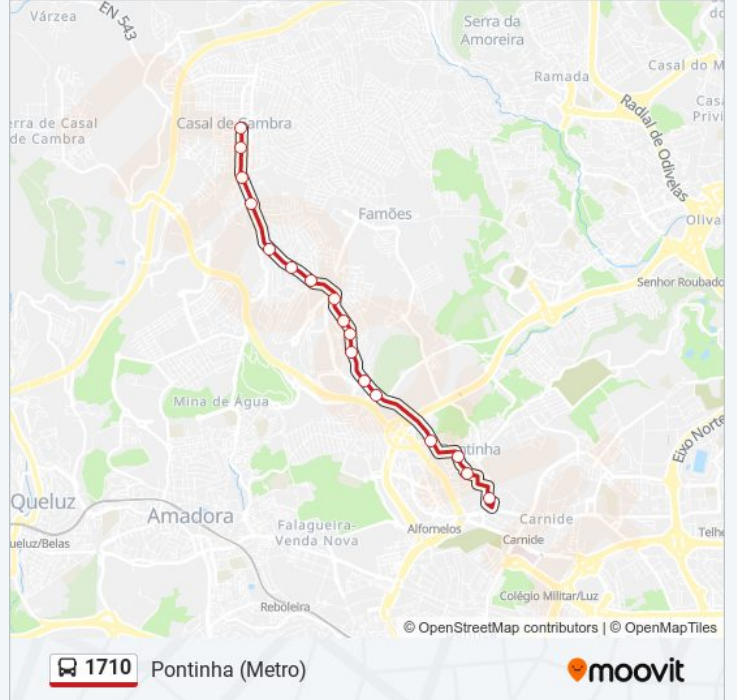 Várzea
EN 543
Serra da
Amoreira
Ramada
Casal do M
Radial de Odivelas
Casa
Privi
erra de Casal
de Cambra
Casal de Cambra
Famões
Oliva
Senhor Roubado
Mina de Água
Eixo Norte
ntinha
Queluz
Amadora
Falagueira-
Venda Nova
Carnide
Alfornelos
Carnide
Telhe
ueluz/Belas
Colégio Militar/Luz
Reboleira
© OpenStreetMap contributors | © OpenMapTiles
1710 Pontinha (Metro)
moovit